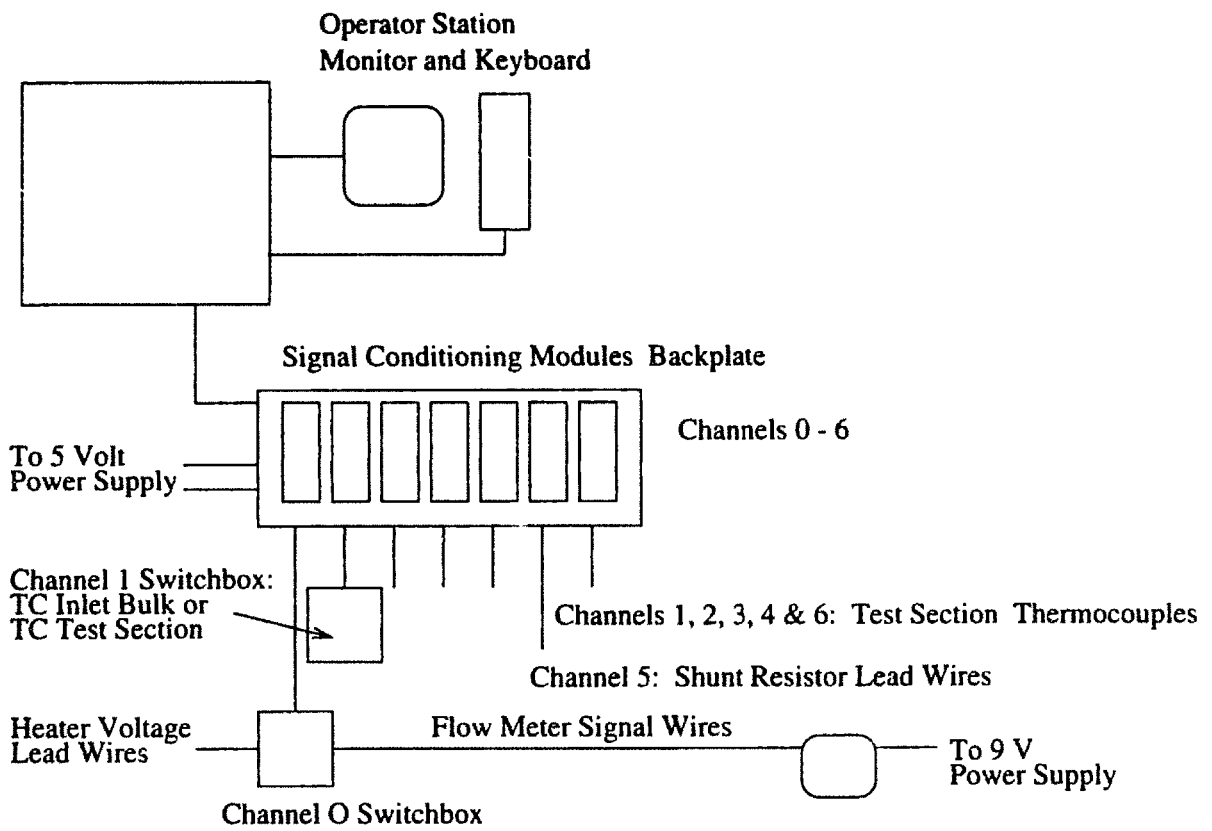 Operator Station
Monitor and Keyboard
Signal Conditioning Modules Backplate
Channels 0 - 6
To 5 Volt
Power Supply
Channel 1 Switchbox:
TC Inlet Bulk or
TC Test Section
Channels 1, 2, 3, 4 & 6: Test Section Thermocouples
Channel 5: Shunt Resistor Lead Wires
Heater Voltage
Lead Wires
Flow Meter Signal Wires
To 9 V
Power Supply
Channel O Switchbox